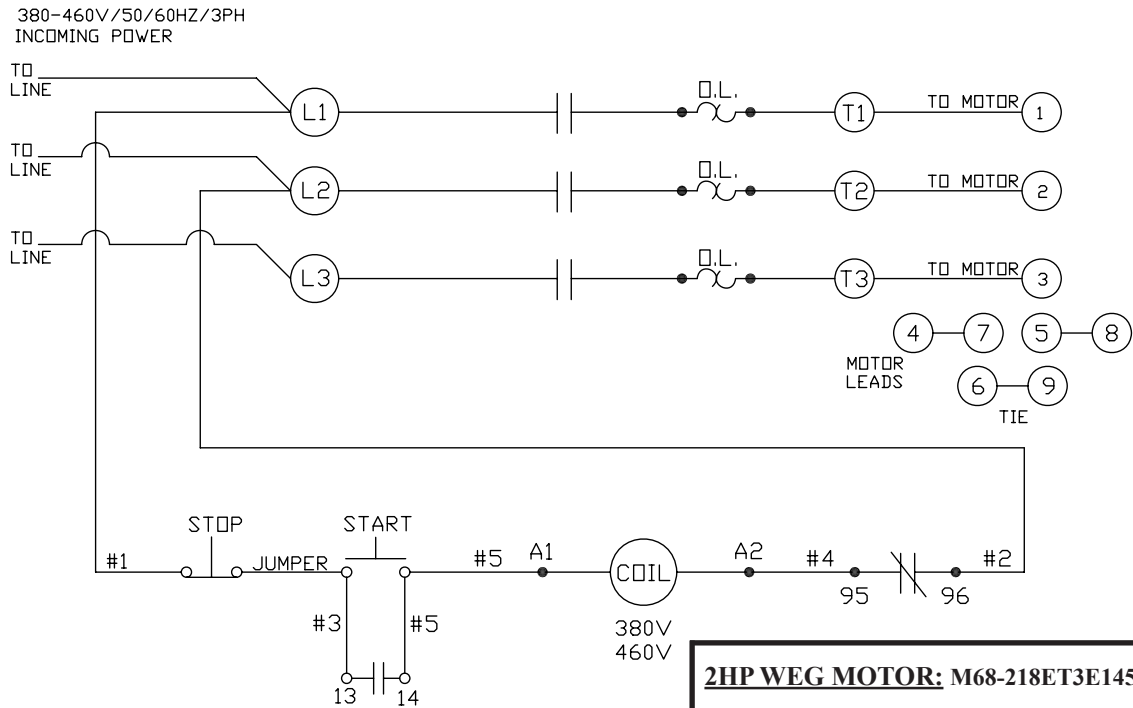 380-460V/50/60HZ/3PH
INCOMING POWER
TO
LINE
L1
O.L.
T1
TO MOTOR
1
TO
LINE
L2
O.L.
T2
TO MOTOR
2
TO
LINE
L3
O.L.
T3
TO MOTOR
3
4
7
5
8
MOTOR
LEADS
6
9
TIE
STOP
START
#1
JUMPER
#5
A1
COIL
A2
#4
95
96
#2
#3
#5
380V
460V
13
14
2HP WEG MOTOR: M68-218ET3E145